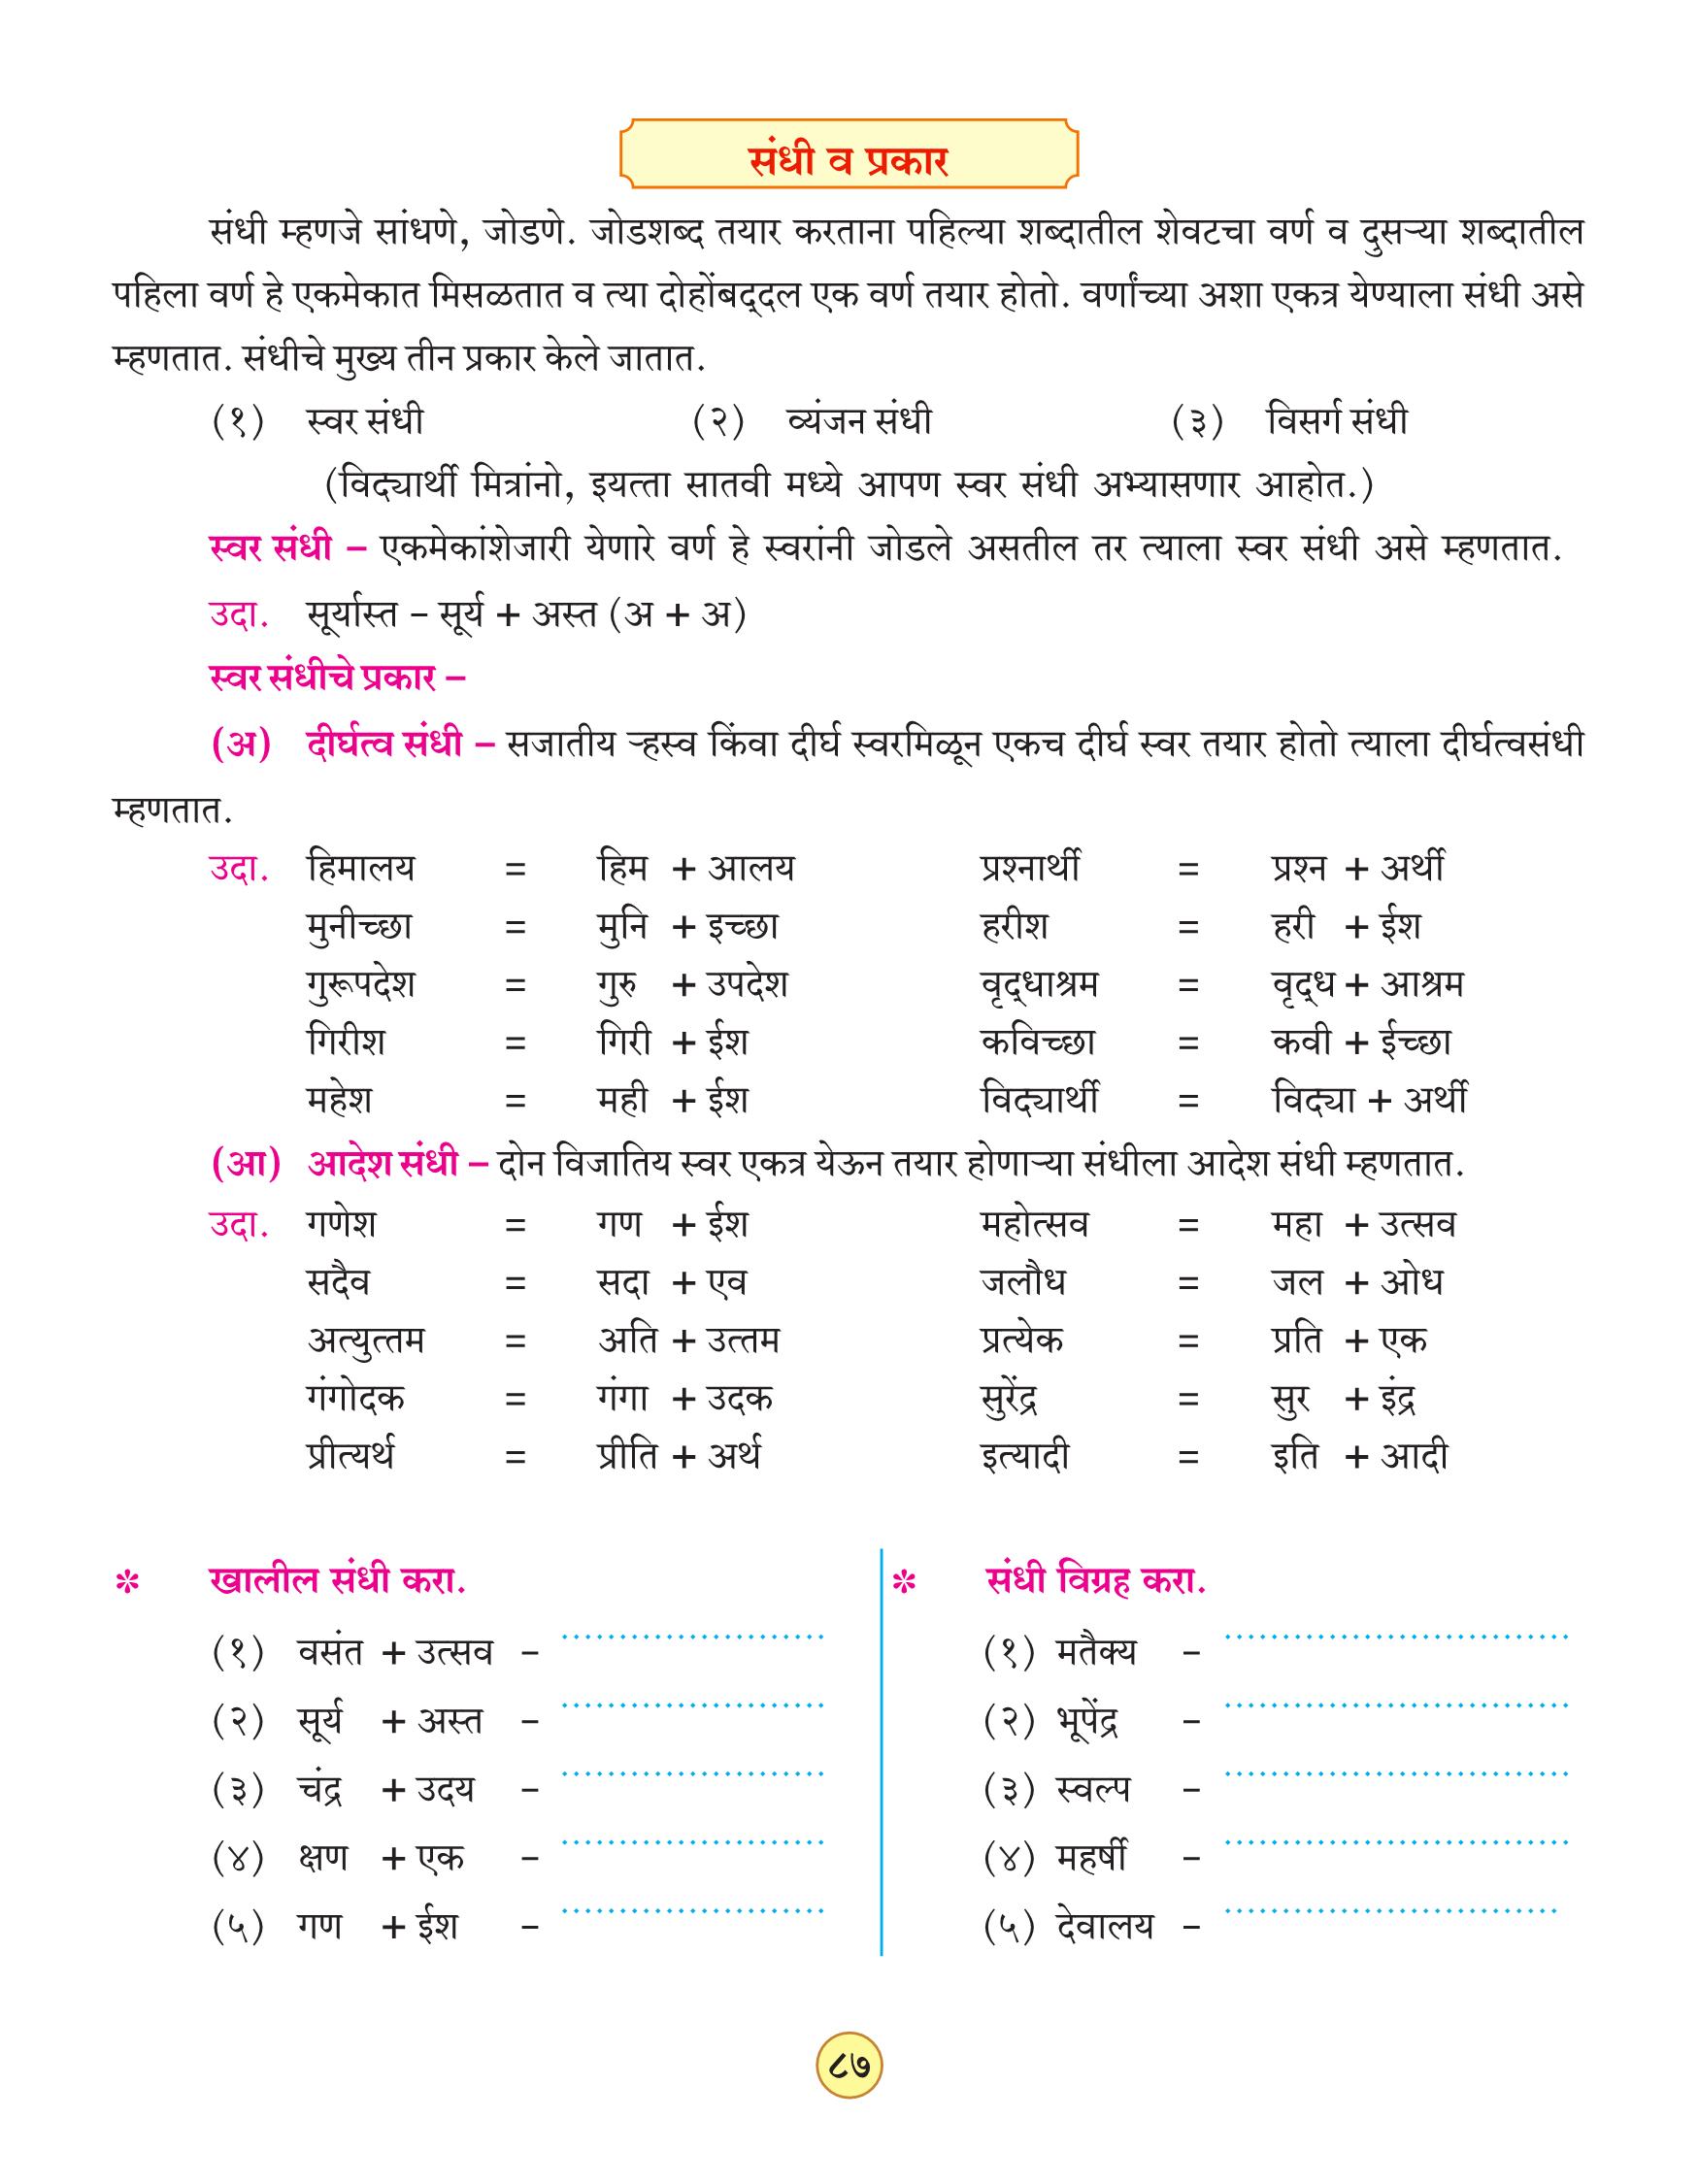 संधी व प्रकार
संधी म्हणजे सांधणे, जोडणे. जोडशब्द तयार करताना पहिल्या शब्दातील शेवटचा वर्ण व दुसऱ्या शब्दातील
पहिला वर्ण हे एकमेकात मिसळतात व त्या दोहोंबद्‌दल एक वर्ण तयार होतो. वर्णांच्या अशा एकत्र येण्याला संधी असे
म्हणतात. संधीचे मुख्य तीन प्रकार केले जातात.
(१) स्वर संधी (२) व्यंजन संधी (३) विसर्ग संधी
(विद्यार्थी मित्रांनो, इयत्ता सातवी मध्ये आपण स्वर संधी अभ्यासणार आहोत.)
स्वर संधी – एकमेकांशेजारी येणारे वर्ण हे स्वरांनी जोडले असतील तर त्याला स्वर संधी असे म्हणतात.
उदा. सूर्यास्त – सूर्य + अस्त (अ + अ)
स्वर संधीचे प्रकार –
(अ) दीर्घत्व संधी – सजातीय ऱ्हस्व किंवा दीर्घ स्वरमिळून एकच दीर्घ स्वर तयार होतो त्याला दीर्घत्वसंधी
म्हणतात.
उदा. हिमालय = हिम + आलय प्रश्नार्थी = प्रश्न + अर्थी
मुनीच्छा = मुनि + इच्छा हरीश = हरी + ईश
गुरूपदेश = गुरु + उपदेश वृद्‌धाश्रम = वृद्‌ध + आश्रम
गिरीश = गिरी + ईश कविच्छा = कवी + ईच्छा
महेश = मही + ईश विद्यार्थी = विद्या + अर्थी
(आ) आदेश संधी – दोन विजातिय स्वर एकत्र येऊन तयार होणाऱ्या संधीला आदेश संधी म्हणतात.
उदा. गणेश = गण + ईश महोत्सव = महा + उत्सव
सदैव = सदा + एव जलौध = जल + ओध
अत्युत्तम = अति + उत्तम प्रत्येक = प्रति + एक
गंगोदक = गंगा + उदक सुरेंद्र = सुर + इंद्र
प्रीत्यर्थ = प्रीति + अर्थ इत्यादी = इति + आदी
* खालील संधी करा.
(१) वसंत + उत्सव –
(२) सूर्य + अस्त –
(३) चंद्र + उदय –
(४) क्षण + एक –
(५) गण + ईश –
* संधी विग्रह करा.
(१) मतैक्य –
(२) भूपेंद्र –
(३) स्वल्प –
(४) महर्षी –
(५) देवालय –
८७